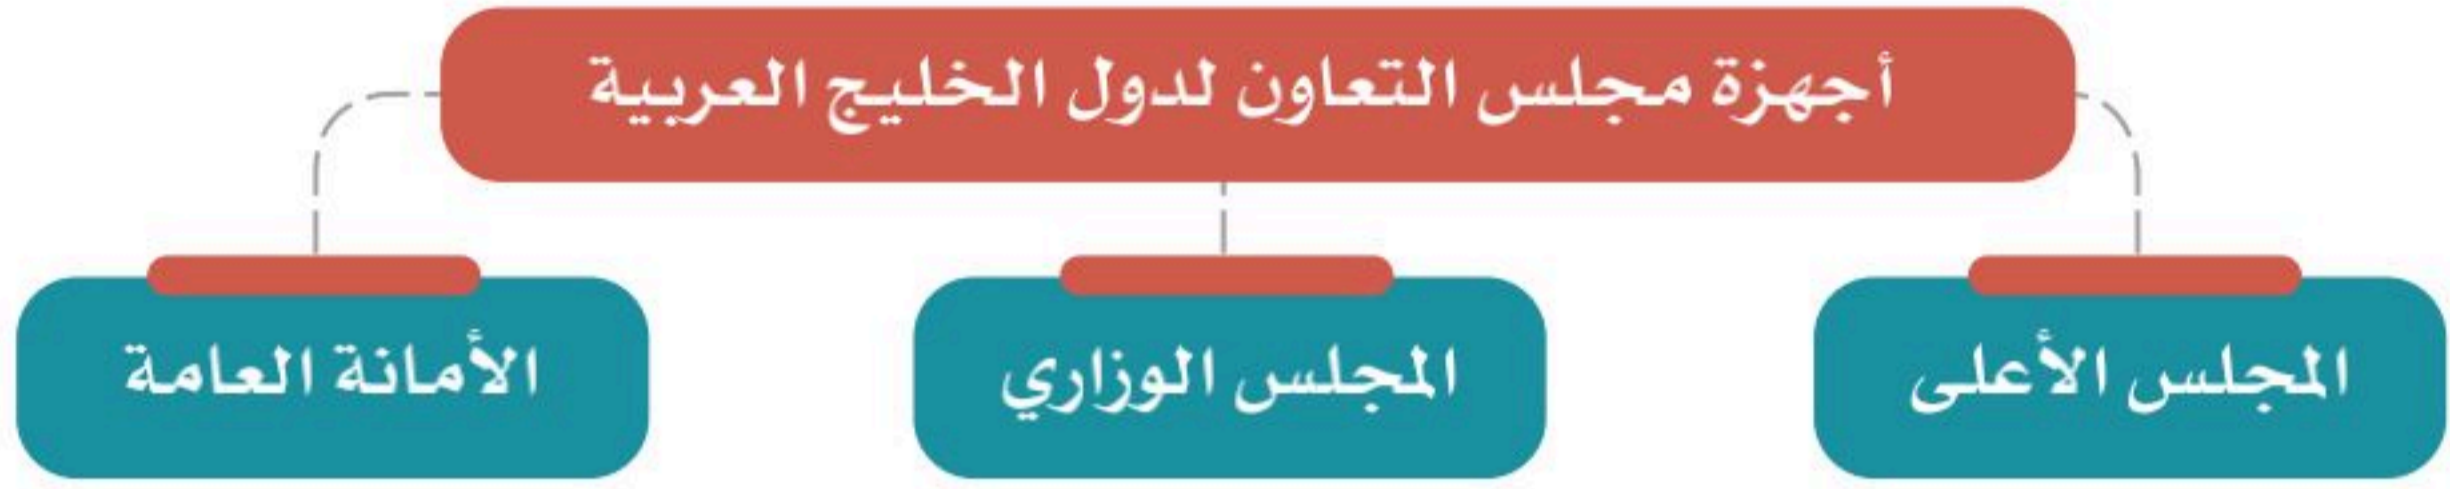 أجهزة مجلس التعاون لدول الخليج العربية
المجلس الأعلى
المجلس الوزاري
الأمانة العامة